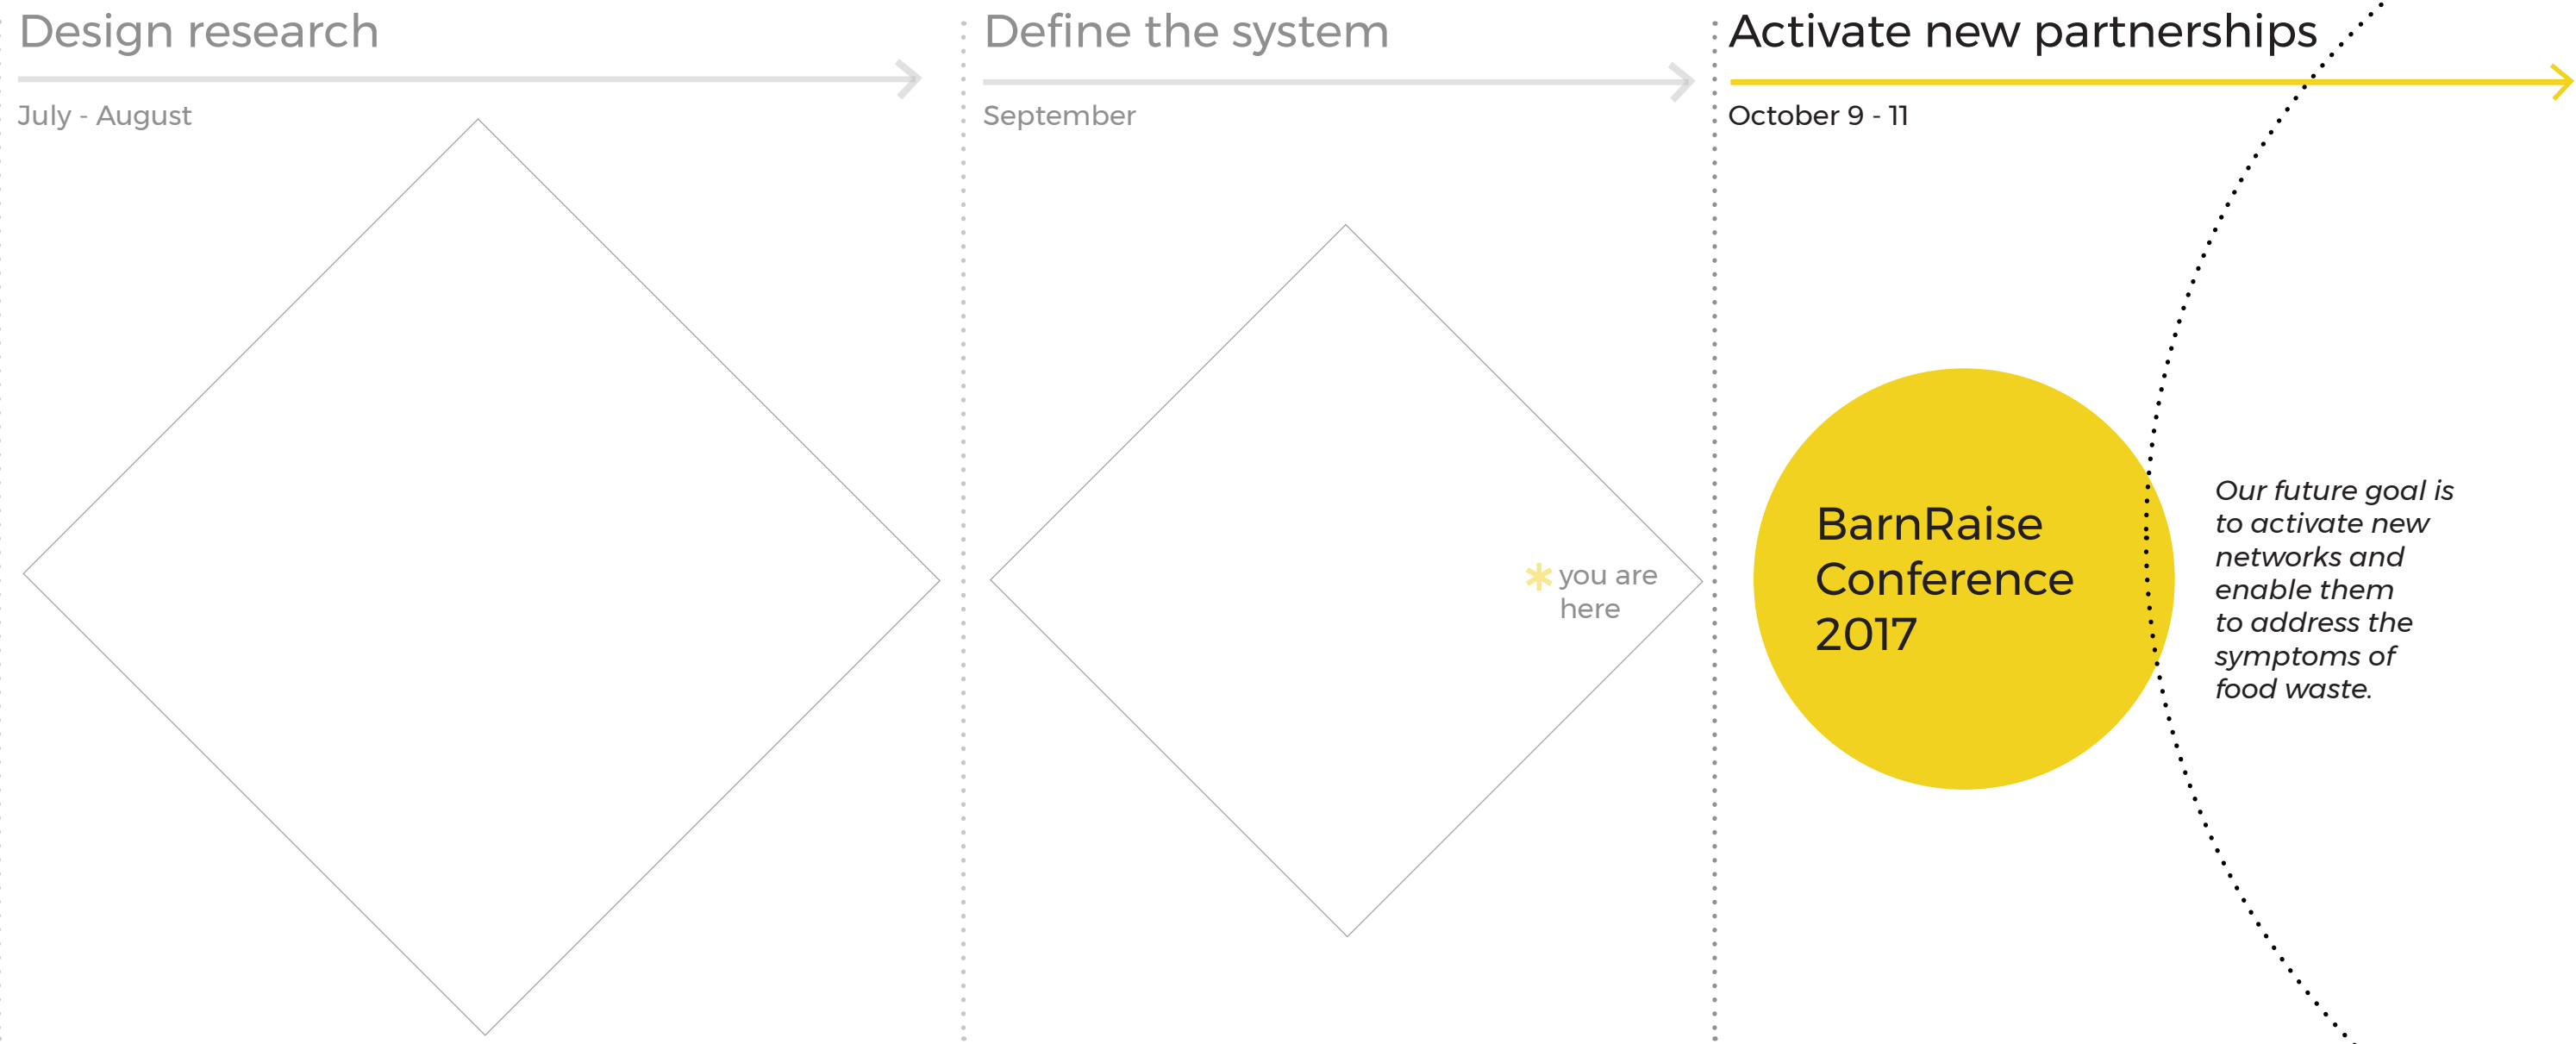 Design research
July - August
Define the system
September
* you are
here
Activate new partnerships
October 9 - 11
BarnRaise
Conference
2017
Our future goal is
to activate new
networks and
enable them
to address the
symptoms of
food waste.